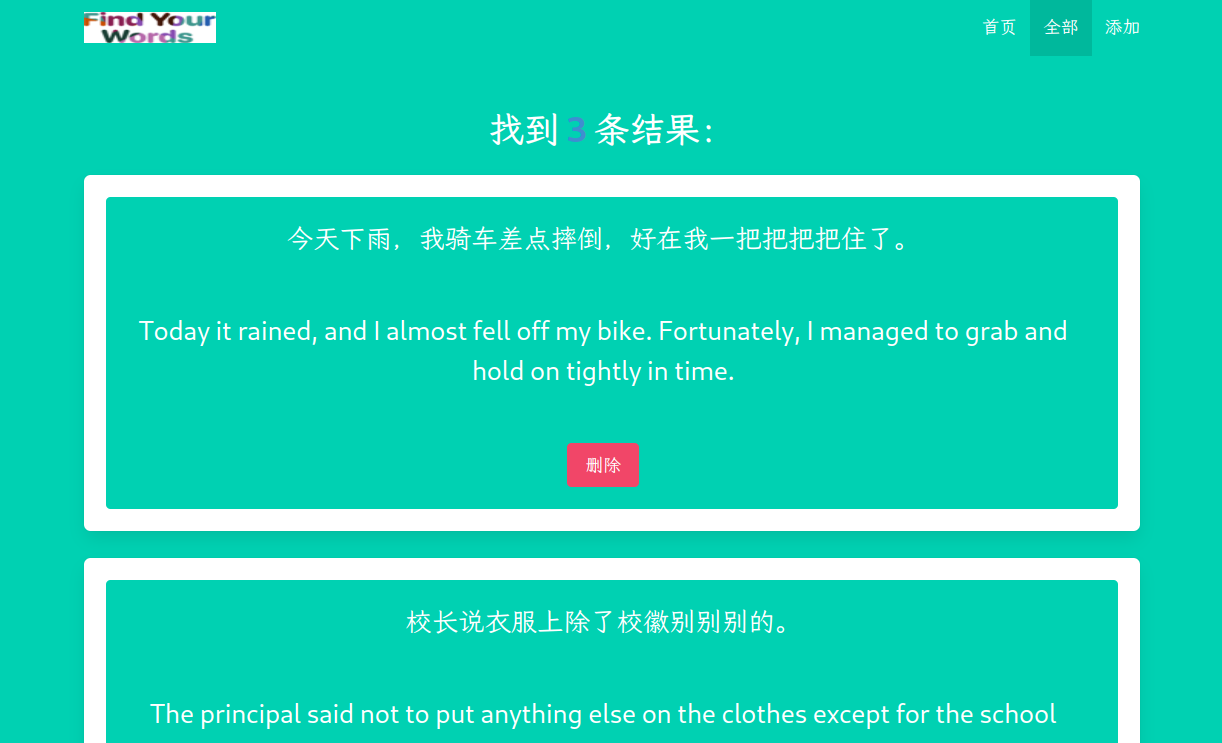 Find Your
Words
首页 全部 添加
找到 3 条结果：
今天下雨，我骑车差点摔倒，好在我一把把把把住了。
Today it rained, and I almost fell off my bike. Fortunately, I managed to grab and
hold on tightly in time.
删除
校长说衣服上除了校徽别别别的。
The principal said not to put anything else on the clothes except for the school